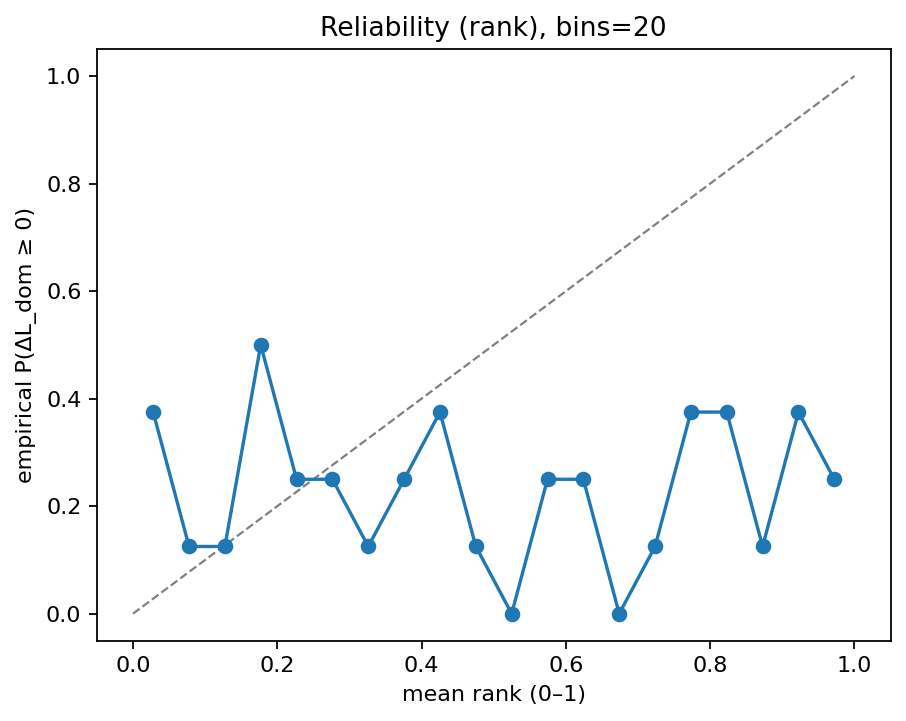 Reliability (rank), bins=20
empirical P(ΔL_dom ≥ 0)
1.0
0.8
0.6
0.4
0.2
0.0
0.0 0.2 0.4 0.6 0.8 1.0
mean rank (0–1)